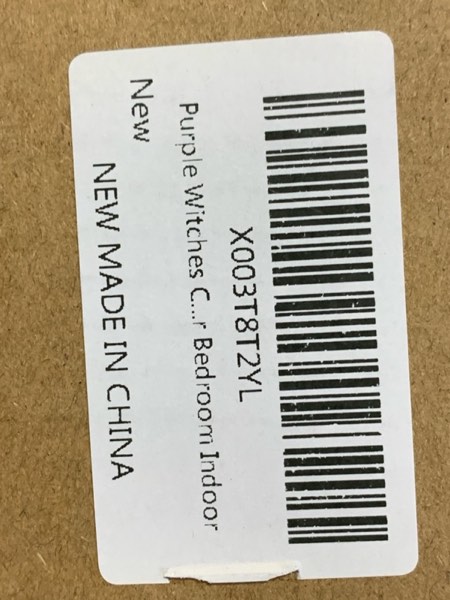 X003T8T2YL
Purple Witches C...r Bedroom Indoor
New
NEW MADE IN CHINA